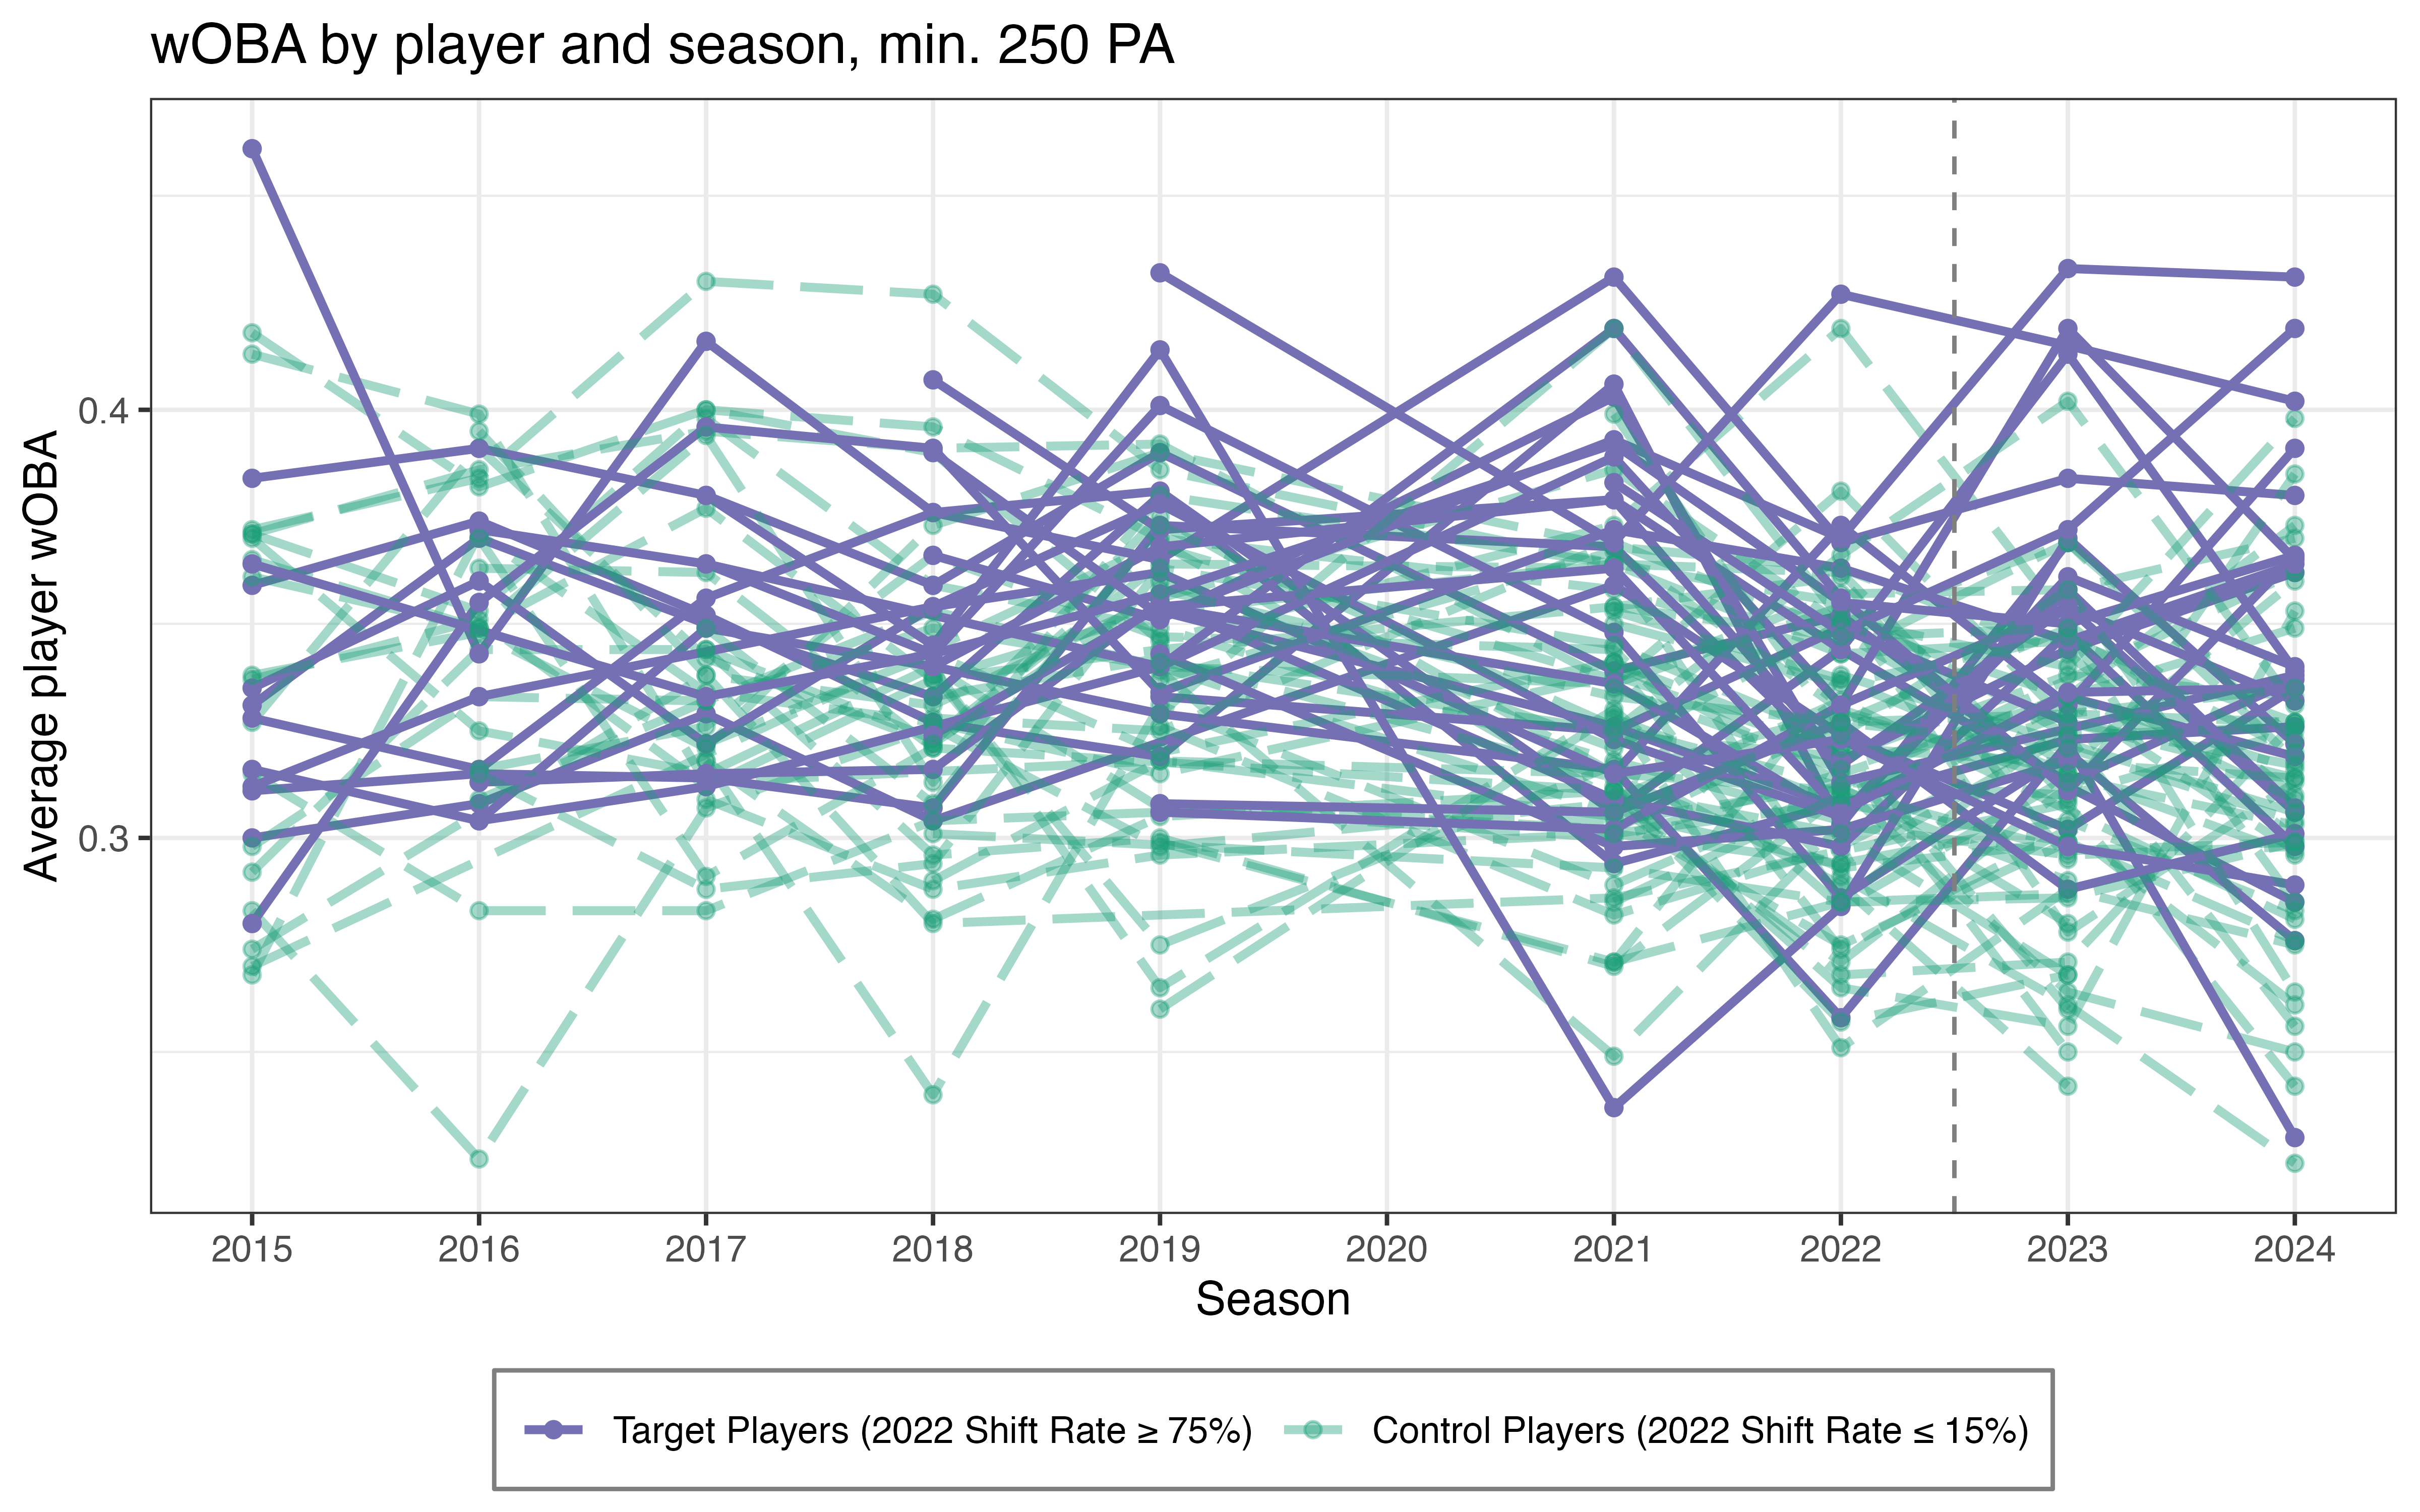 wOBA by player and season, min. 250 PA
Average player wOBA
0.4
0.3
2015 2016 2017 2018 2019 2020 2021 2022 2023 2024
Season
Target Players (2022 Shift Rate ≥ 75%) Control Players (2022 Shift Rate ≤ 15%)